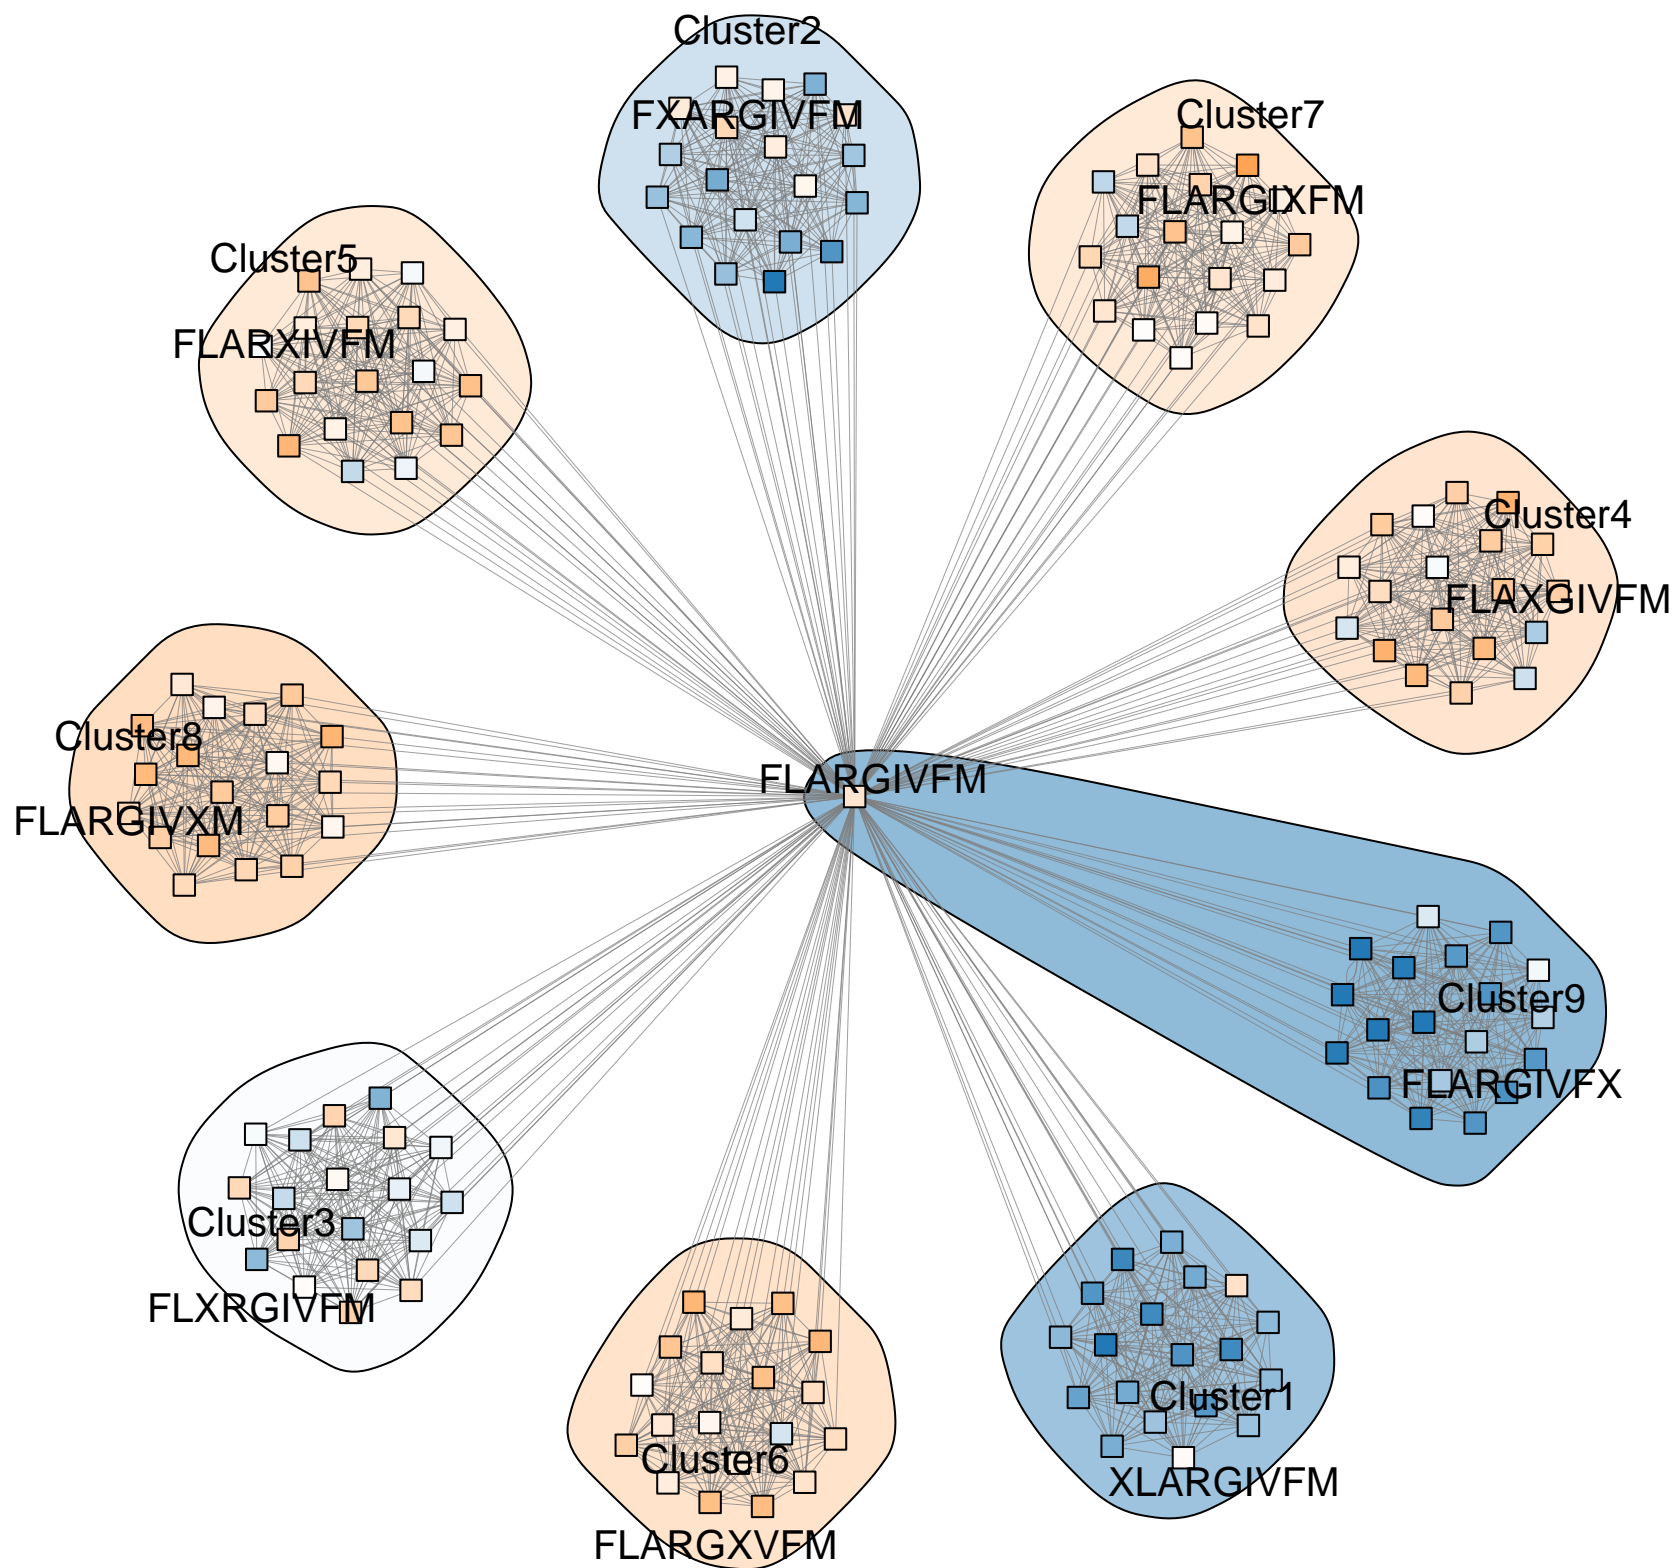 Cluster2
FXARGIVFM
Cluster7
FLARGIXFM
Cluster5
FLARXIVFM
Cluster4
FLAXGIVFM
Cluster8
FLARGIVXM
FLARGIVFM
Cluster9
FLARGIVFX
Cluster3
FLXRGIVFM
Cluster6
FLARGXVFM
Cluster1
XLARGIVFM